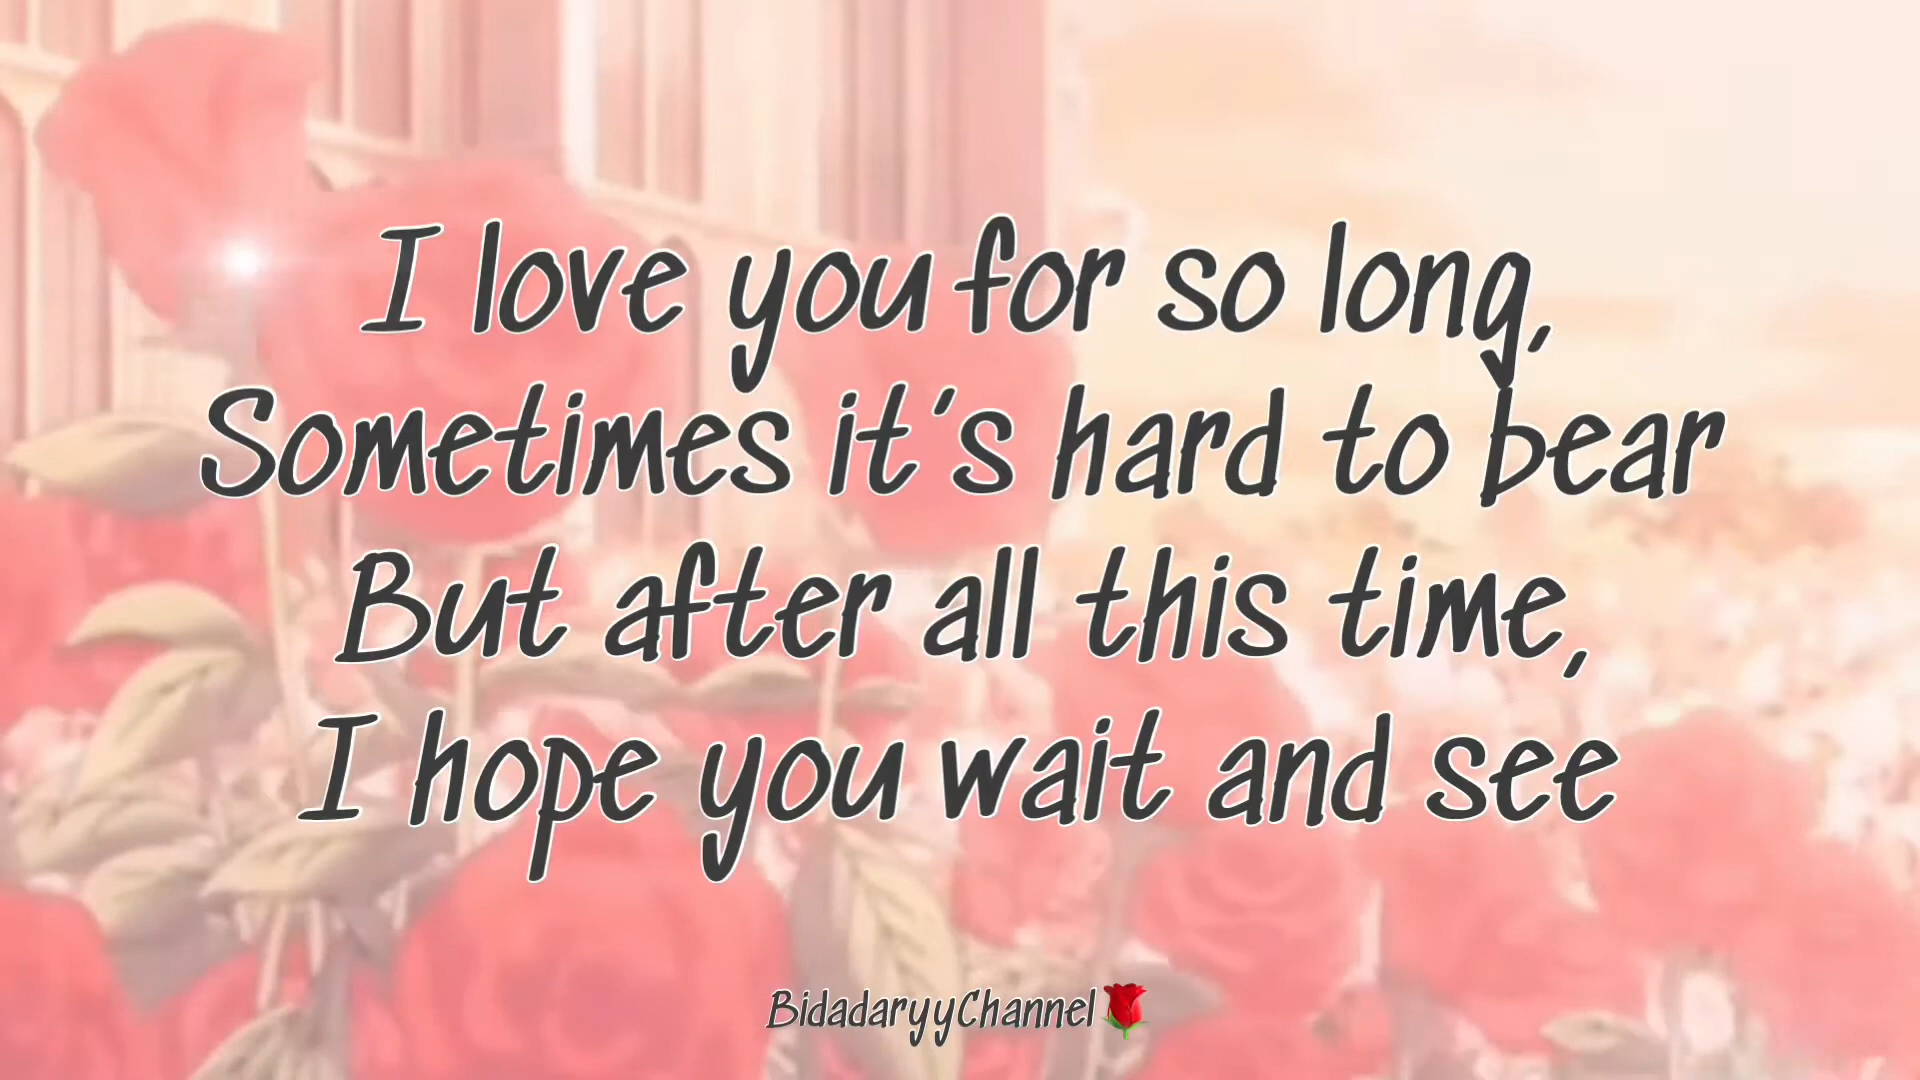 I love you for so long,
Sometimes it's hard to bear
But after all this time,
I hope you wait and see
BidadaryyChannel🌹